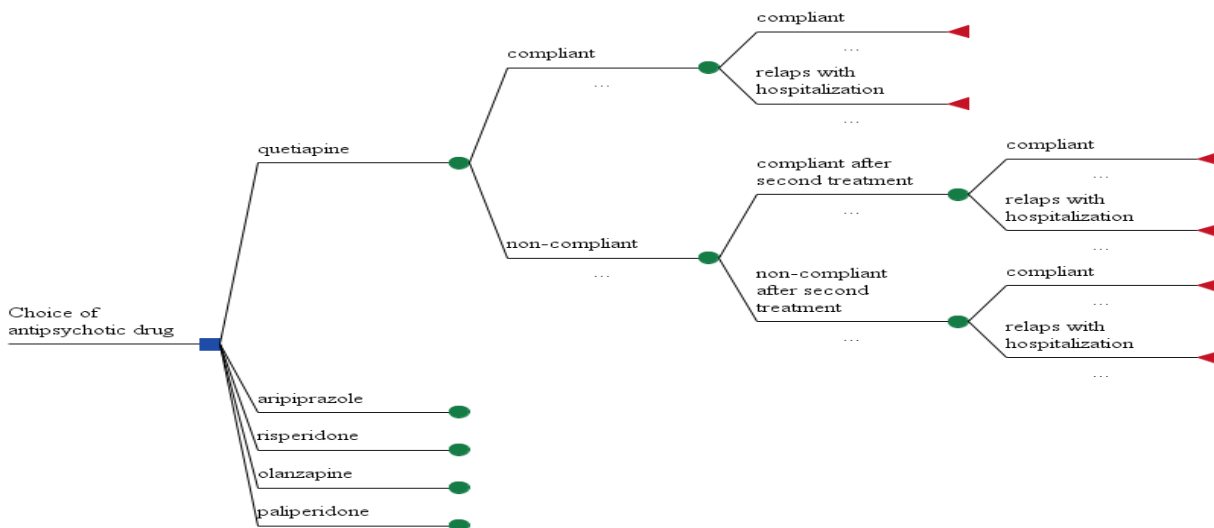 compliant
...
compliant
...
relaps with
hospitalization
...
quetiapine
compliant
...
compliant after
second treatment
...
relaps with
hospitalization
...
non-compliant
...
non-compliant
after second
treatment
...
compliant
...
relaps with
hospitalization
...
Choice of
antipsychotic drug
aripiprazole
risperidone
olanzapine
paliperidone